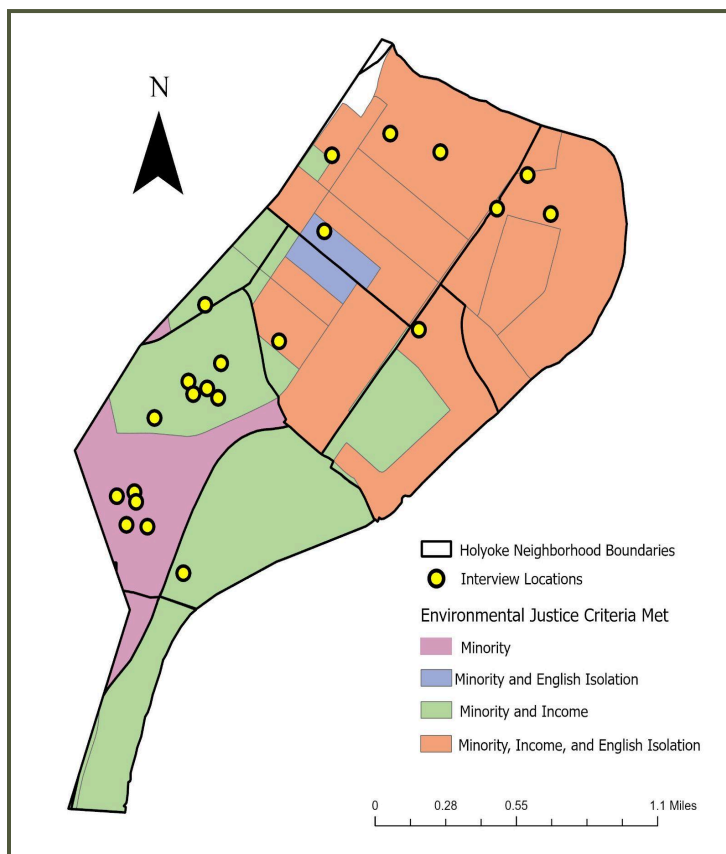 N
Holyoke Neighborhood Boundaries
Interview Locations
Environmental Justice Criteria Met
Minority
Minority and English Isolation
Minority and Income
Minority, Income, and English Isolation
0 0.28 0.55 1.1 Miles